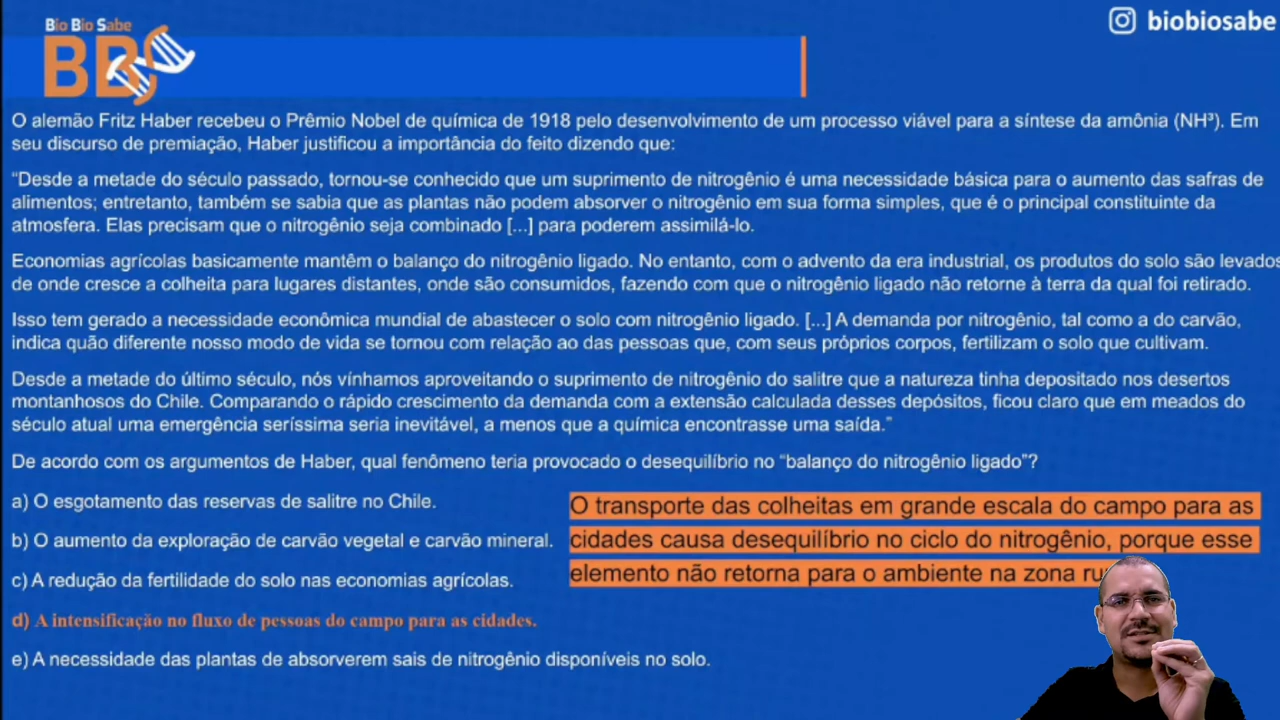 Bio Bio Sabe
BBS
biobiosabe
O alemão Fritz Haber recebeu o Prêmio Nobel de química de 1918 pelo desenvolvimento de um processo viável para a síntese da amônia (NH³). Em
seu discurso de premiação, Haber justificou a importância do feito dizendo que:
“Desde a metade do século passado, tornou-se conhecido que um suprimento de nitrogênio é uma necessidade básica para o aumento das safras de
alimentos; entretanto, também se sabia que as plantas não podem absorver o nitrogênio em sua forma simples, que é o principal constituinte da
atmosfera. Elas precisam que o nitrogênio seja combinado [...] para poderem assimilá-lo.
Economias agrícolas basicamente mantêm o balanço do nitrogênio ligado. No entanto, com o advento da era industrial, os produtos do solo são levados
de onde cresce a colheita para lugares distantes, onde são consumidos, fazendo com que o nitrogênio ligado não retorne à terra da qual foi retirado.
Isso tem gerado a necessidade econômica mundial de abastecer o solo com nitrogênio ligado. [...] A demanda por nitrogênio, tal como a do carvão,
indica quão diferente nosso modo de vida se tornou com relação ao das pessoas que, com seus próprios corpos, fertilizam o solo que cultivam.
Desde a metade do último século, nós vínhamos aproveitando o suprimento de nitrogênio do salitre que a natureza tinha depositado nos desertos
montanhosos do Chile. Comparando o rápido crescimento da demanda com a extensão calculada desses depósitos, ficou claro que em meados do
século atual uma emergência seríssima seria inevitável, a menos que a química encontrasse uma saída.”
De acordo com os argumentos de Haber, qual fenômeno teria provocado o desequilíbrio no “balanço do nitrogênio ligado”?
a) O esgotamento das reservas de salitre no Chile.
b) O aumento da exploração de carvão vegetal e carvão mineral.
c) A redução da fertilidade do solo nas economias agrícolas.
d) A intensificação no fluxo de pessoas do campo para as cidades.
e) A necessidade das plantas de absorverem sais de nitrogênio disponíveis no solo.
O transporte das colheitas em grande escala do campo para as
cidades causa desequilíbrio no ciclo do nitrogênio, porque esse
elemento não retorna para o ambiente na zona